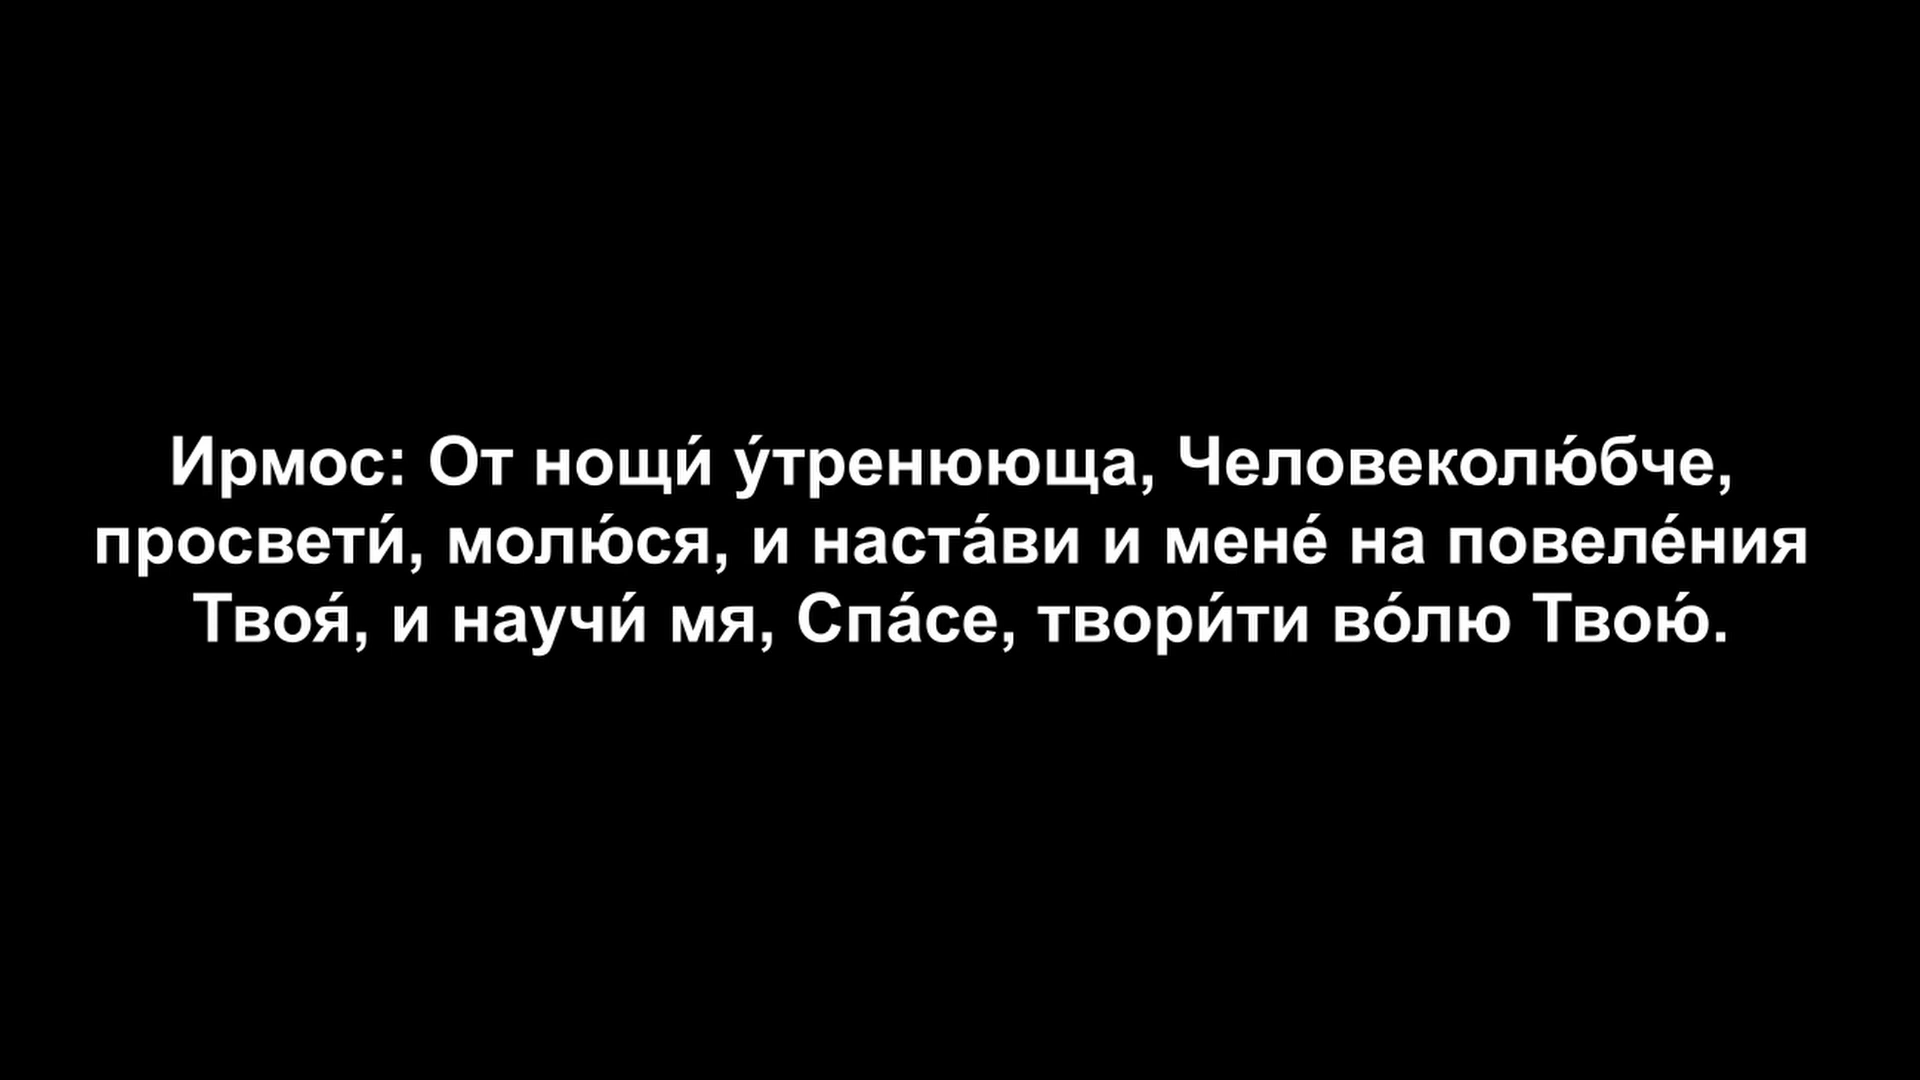 Ирмос: От нощи́ у́тренююща, Человеколю́бче,
просвети́, молю́ся, и наста́ви и мене́ на повеле́ния
Твоя́, и научи́ мя, Спа́се, твори́ти во́лю Твою́.